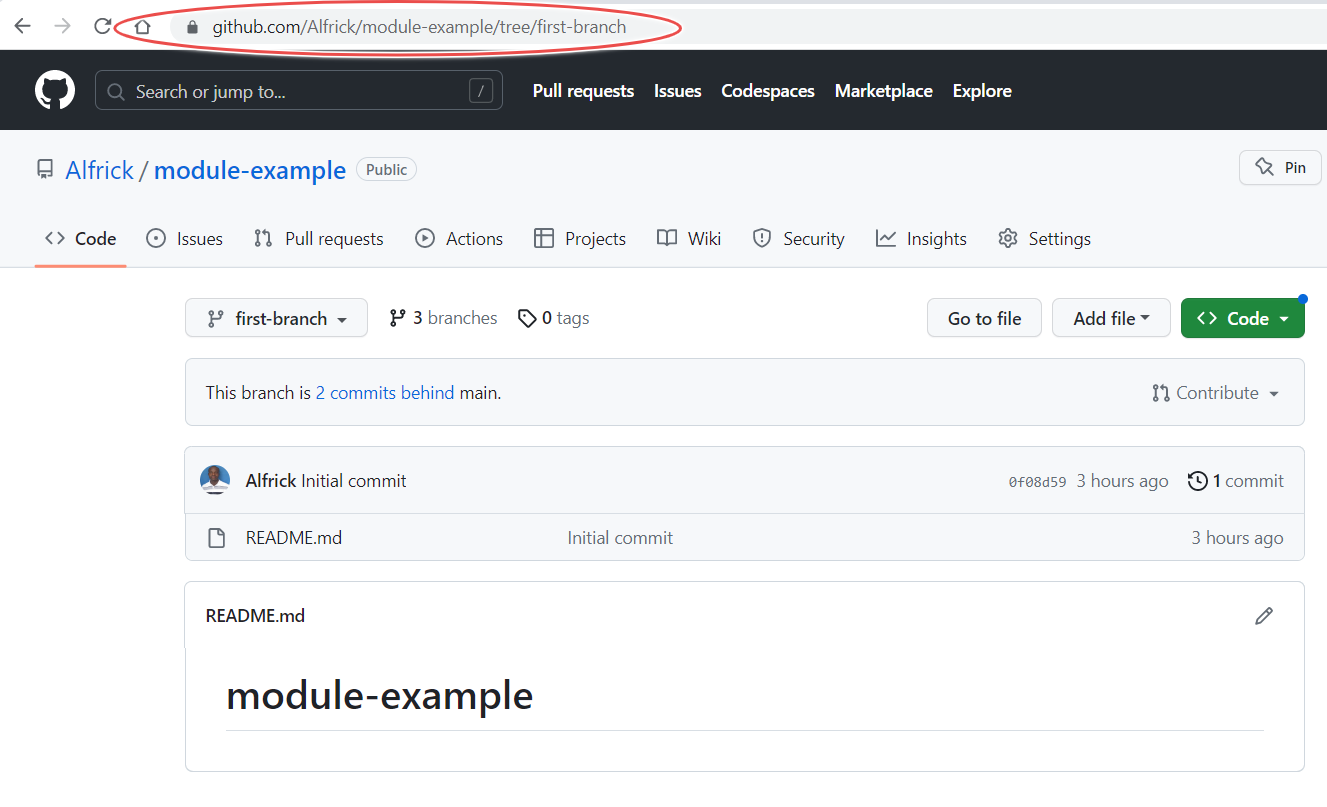 github.com/Alfrick/module-example/tree/first-branch
Search or jump to... / Pull requests Issues Codespaces Marketplace Explore
Alfrick / module-example Public Pin
Code Issues Pull requests Actions Projects Wiki Security Insights Settings
first-branch 3 branches 0 tags Go to file Add file Code
This branch is 2 commits behind main. Contribute
Alfrick Initial commit 0f08d59 3 hours ago 1 commit
README.md Initial commit 3 hours ago
README.md
module-example